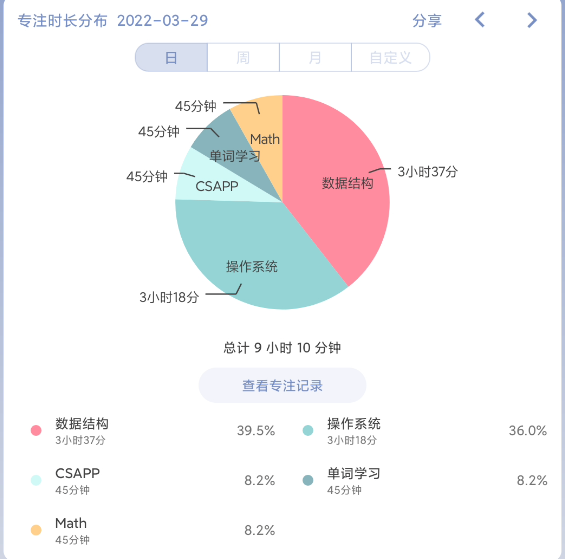 专注时长分布 2022-03-29 分享
日 周 月 自定义
45分钟
Math
45分钟
单词学习
3小时37分
45分钟
数据结构
CSAPP
操作系统
3小时18分
总计 9 小时 10 分钟
查看专注记录
数据结构
3小时37分
39.5%
操作系统
3小时18分
36.0%
CSAPP
45分钟
8.2%
单词学习
45分钟
8.2%
Math
45分钟
8.2%